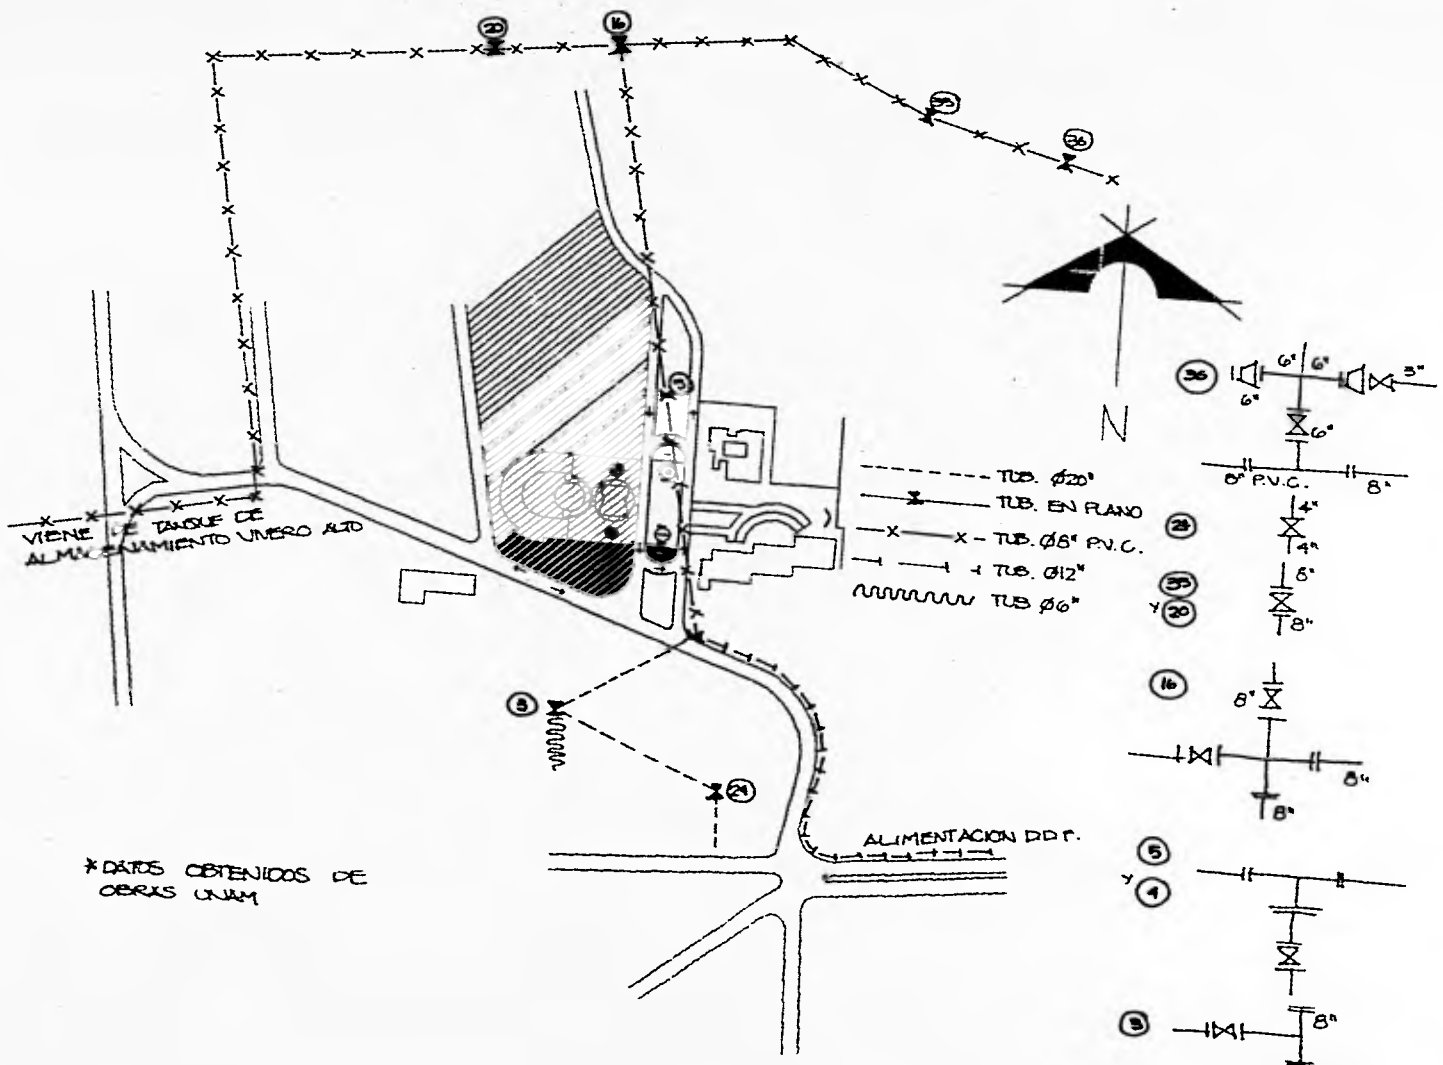 20
16
35
36
N
VIENE DE TANQUE DE
ALMACENAMIENTO VIVERO ALTO
TUB. Ø20"
TUB. EN PLANO
TUB. Ø8" P.V.C.
TUB. Ø12"
TUB Ø6"
3
24
ALIMENTACION DDF.
* DATOS OBTENIDOS DE
OBRAS UNAM
36
6" 6" 3"
6"
6"
8" P.V.C. 8"
4"
4"
8"
35
Y 20
8"
16
8"
8"
8"
5
Y 4
3
8"